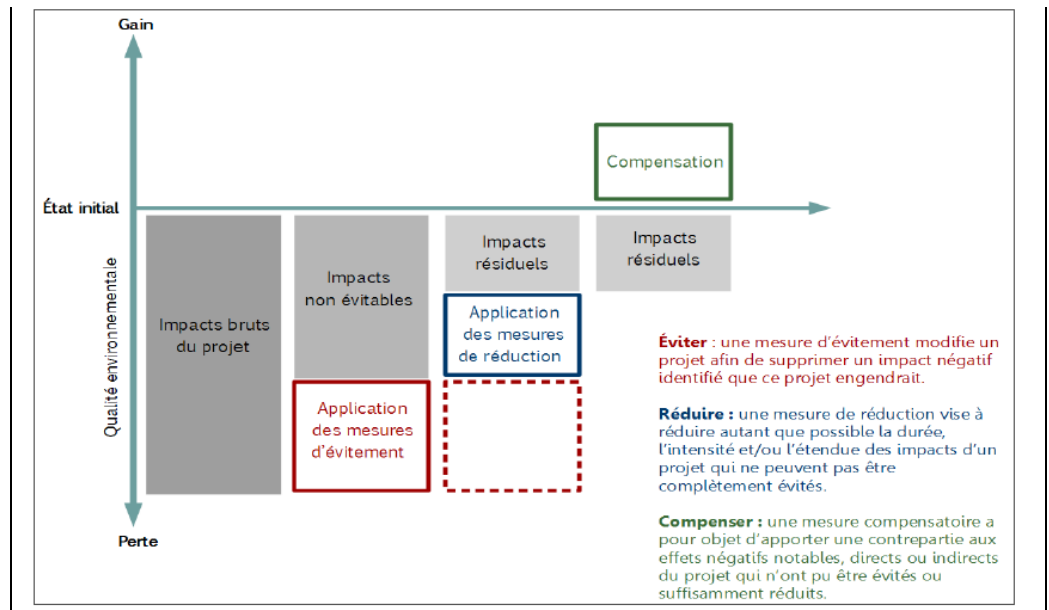 Gain
Compensation
État initial
Qualité environnementale
Impacts bruts
du projet
Impacts
non évitables
Application
des mesures
d'évitement
Impacts
résiduels
Application
des mesures
de réduction
Impacts
résiduels
Perte
Éviter : une mesure d'évitement modifie un
projet afin de supprimer un impact négatif
identifié que ce projet engendrait.
Réduire : une mesure de réduction vise à
réduire autant que possible la durée,
l'intensité et/ou l'étendue des impacts d'un
projet qui ne peuvent pas être
complètement évités.
Compenser : une mesure compensatoire a
pour objet d'apporter une contrepartie aux
effets négatifs notables, directs ou indirects
du projet qui n'ont pu être évités ou
suffisamment réduits.